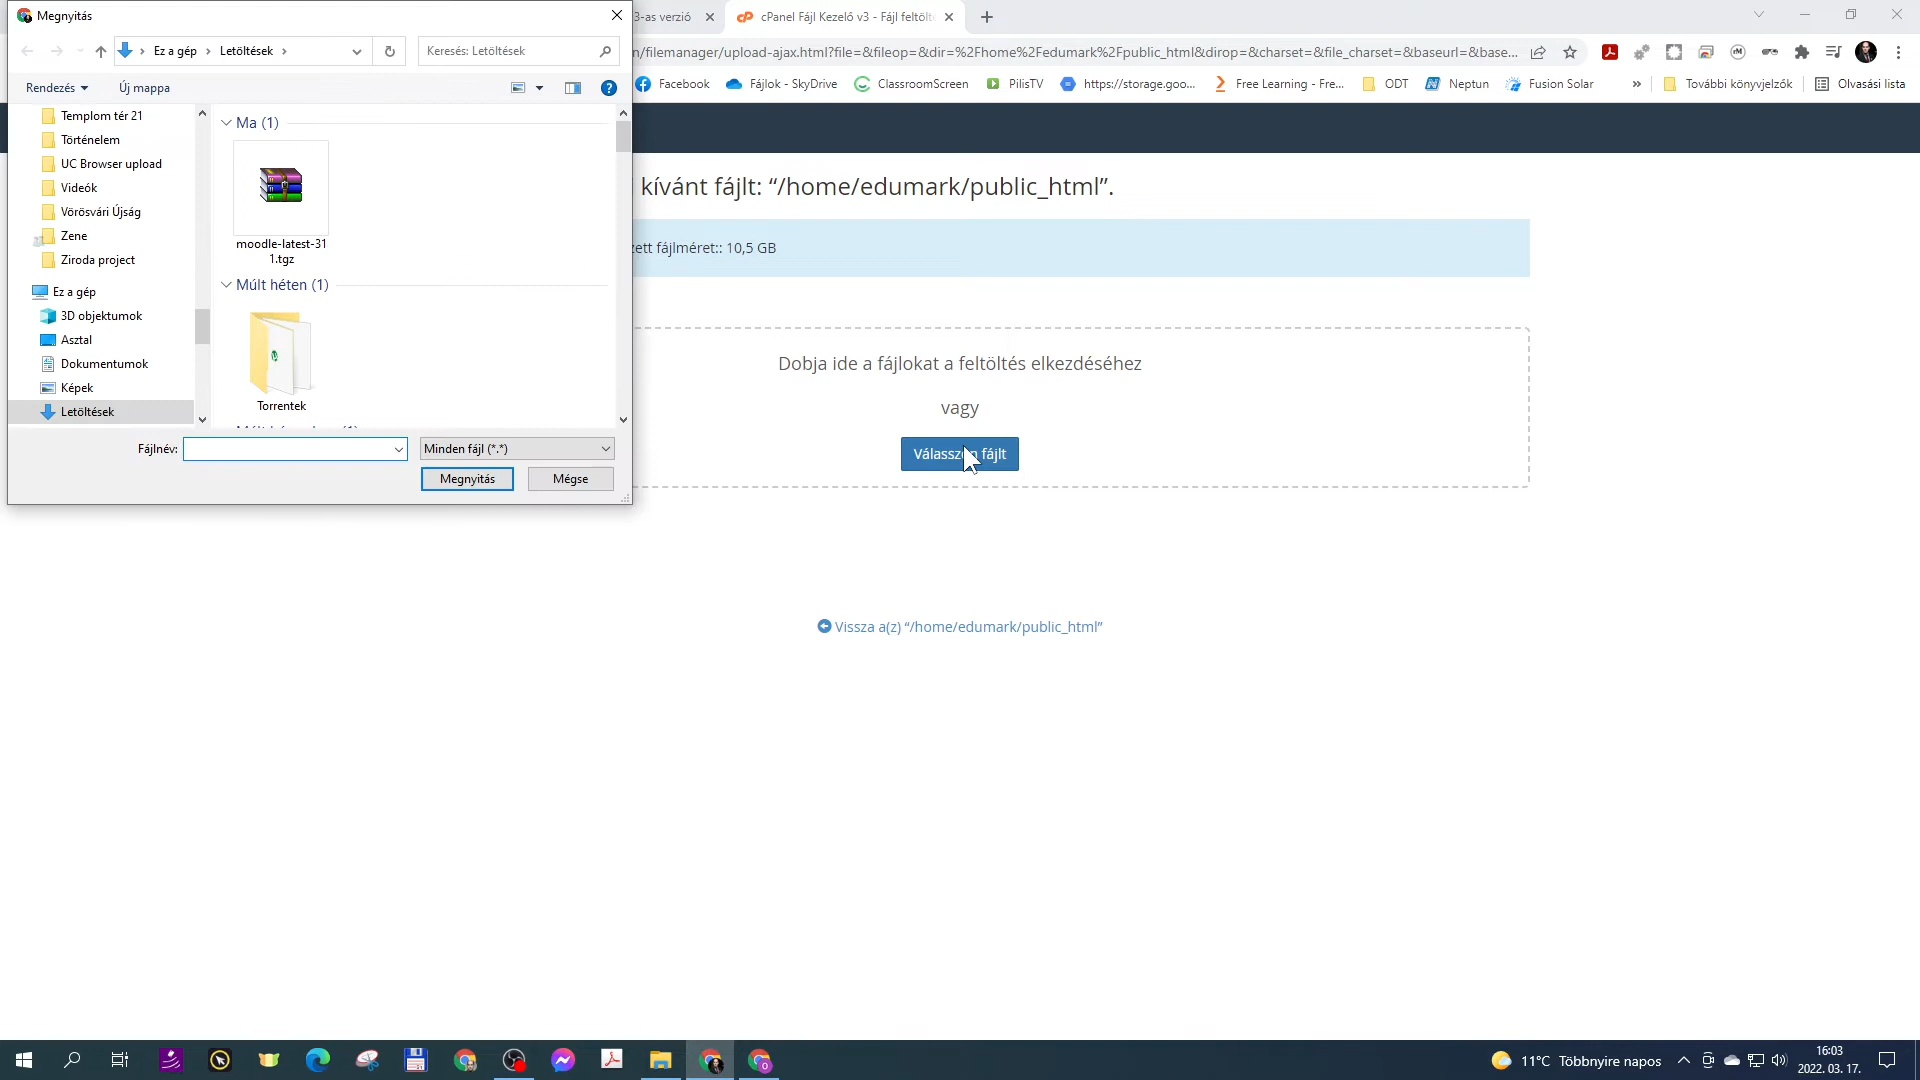 Megnyitás
3-as verzió
cPanel Fájl Kezelő v3 - Fájl feltölt
Ez a gép
Letöltések
Keresés: Letöltések
n/filemanager/upload-ajax.html?file=&fileop=&dir=%2Fhome%2Fedumark%2Fpublic_html&dirop=&charset=&file_charset=&baseurl=&base...
Rendezés
Új mappa
Facebook
Fájlok - SkyDrive
ClassroomScreen
PilisTV
https://storage.goo...
Free Learning - Fre...
ODT
Neptun
Fusion Solar
»
További könyvjelzők
Olvasási lista
Templom tér 21
Történelem
UC Browser upload
Videók
Vörösvári Újság
Zene
Ziroda project
Ez a gép
3D objektumok
Asztal
Dokumentumok
Képek
Letöltések
Ma (1)
moodle-latest-31
1.tgz
Múlt héten (1)
Torrentek
Fájlnév:
Minden fájl (*.*)
Megnyitás
Mégse
kívánt fájlt: “/home/edumark/public_html”.
zett fájlméret:: 10,5 GB
Dobja ide a fájlokat a feltöltés elkezdéséhez
vagy
Válasszon fájlt
Vissza a(z) “/home/edumark/public_html”
11°C Többnyire napos
16:03
2022. 03. 17.